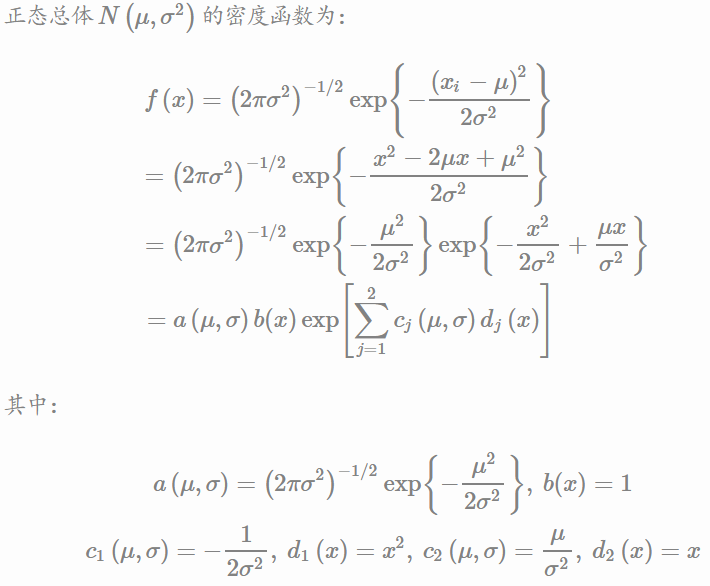 正态总体 $N\left(\mu,\sigma^2\right)$ 的密度函数为：
$f\left(x\right)=\left(2\pi\sigma^2\right)^{-1/2}\exp\left\{-\frac{\left(x_i-\mu\right)^2}{2\sigma^2}\right\}$
$=\left(2\pi\sigma^2\right)^{-1/2}\exp\left\{-\frac{x^2-2\mu x+\mu^2}{2\sigma^2}\right\}$
$=\left(2\pi\sigma^2\right)^{-1/2}\exp\left\{-\frac{\mu^2}{2\sigma^2}\right\}\exp\left\{-\frac{x^2}{2\sigma^2}+\frac{\mu x}{\sigma^2}\right\}$
$=a\left(\mu,\sigma\right)b(x)\exp\left[\sum_{j=1}^{2}c_j\left(\mu,\sigma\right)d_j\left(x\right)\right]$
其中：
$a\left(\mu,\sigma\right)=\left(2\pi\sigma^2\right)^{-1/2}\exp\left\{-\frac{\mu^2}{2\sigma^2}\right\},\ b(x)=1$
$c_1\left(\mu,\sigma\right)=-\frac{1}{2\sigma^2},\ d_1\left(x\right)=x^2,\ c_2\left(\mu,\sigma\right)=\frac{\mu}{\sigma^2},\ d_2\left(x\right)=x$